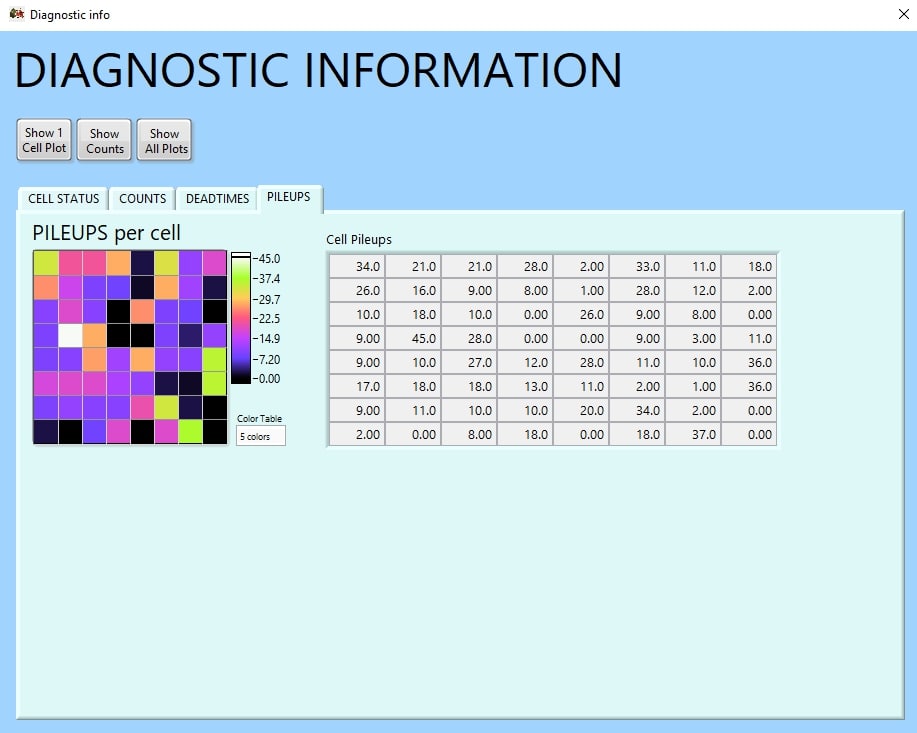 Diagnostic info
DIAGNOSTIC INFORMATION
Show 1
Cell Plot
Show
Counts
Show
All Plots
CELL STATUS
COUNTS
DEADTIMES
PILEUPS
PILEUPS per cell
45.0
37.4
29.7
22.5
14.9
7.20
0.00
Color Table
5 colors
Cell Pileups
34.0 21.0 21.0 28.0 2.00 33.0 11.0 18.0
26.0 16.0 9.00 8.00 1.00 28.0 12.0 2.00
10.0 18.0 10.0 0.00 26.0 9.00 8.00 0.00
9.00 45.0 28.0 0.00 0.00 9.00 3.00 11.0
9.00 10.0 27.0 12.0 28.0 11.0 10.0 36.0
17.0 18.0 18.0 13.0 11.0 2.00 1.00 36.0
9.00 11.0 10.0 10.0 20.0 34.0 2.00 0.00
2.00 0.00 8.00 18.0 0.00 18.0 37.0 0.00